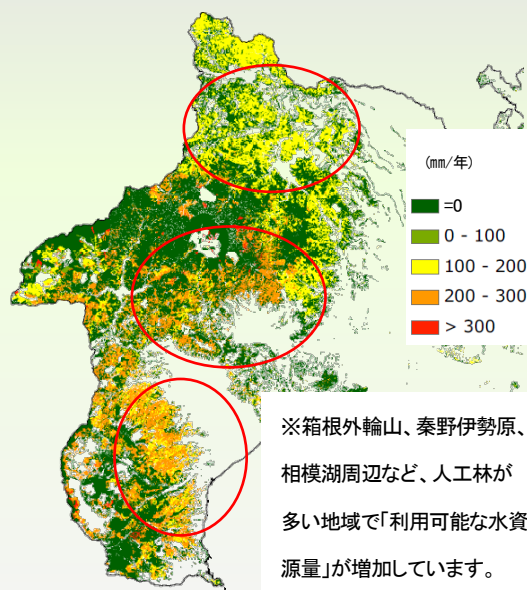 (mm/年)
=0
0 - 100
100 - 200
200 - 300
> 300
※箱根外輪山、秦野伊勢原、
相模湖周辺など、人工林が
多い地域で「利用可能な水資
源量」が増加しています。